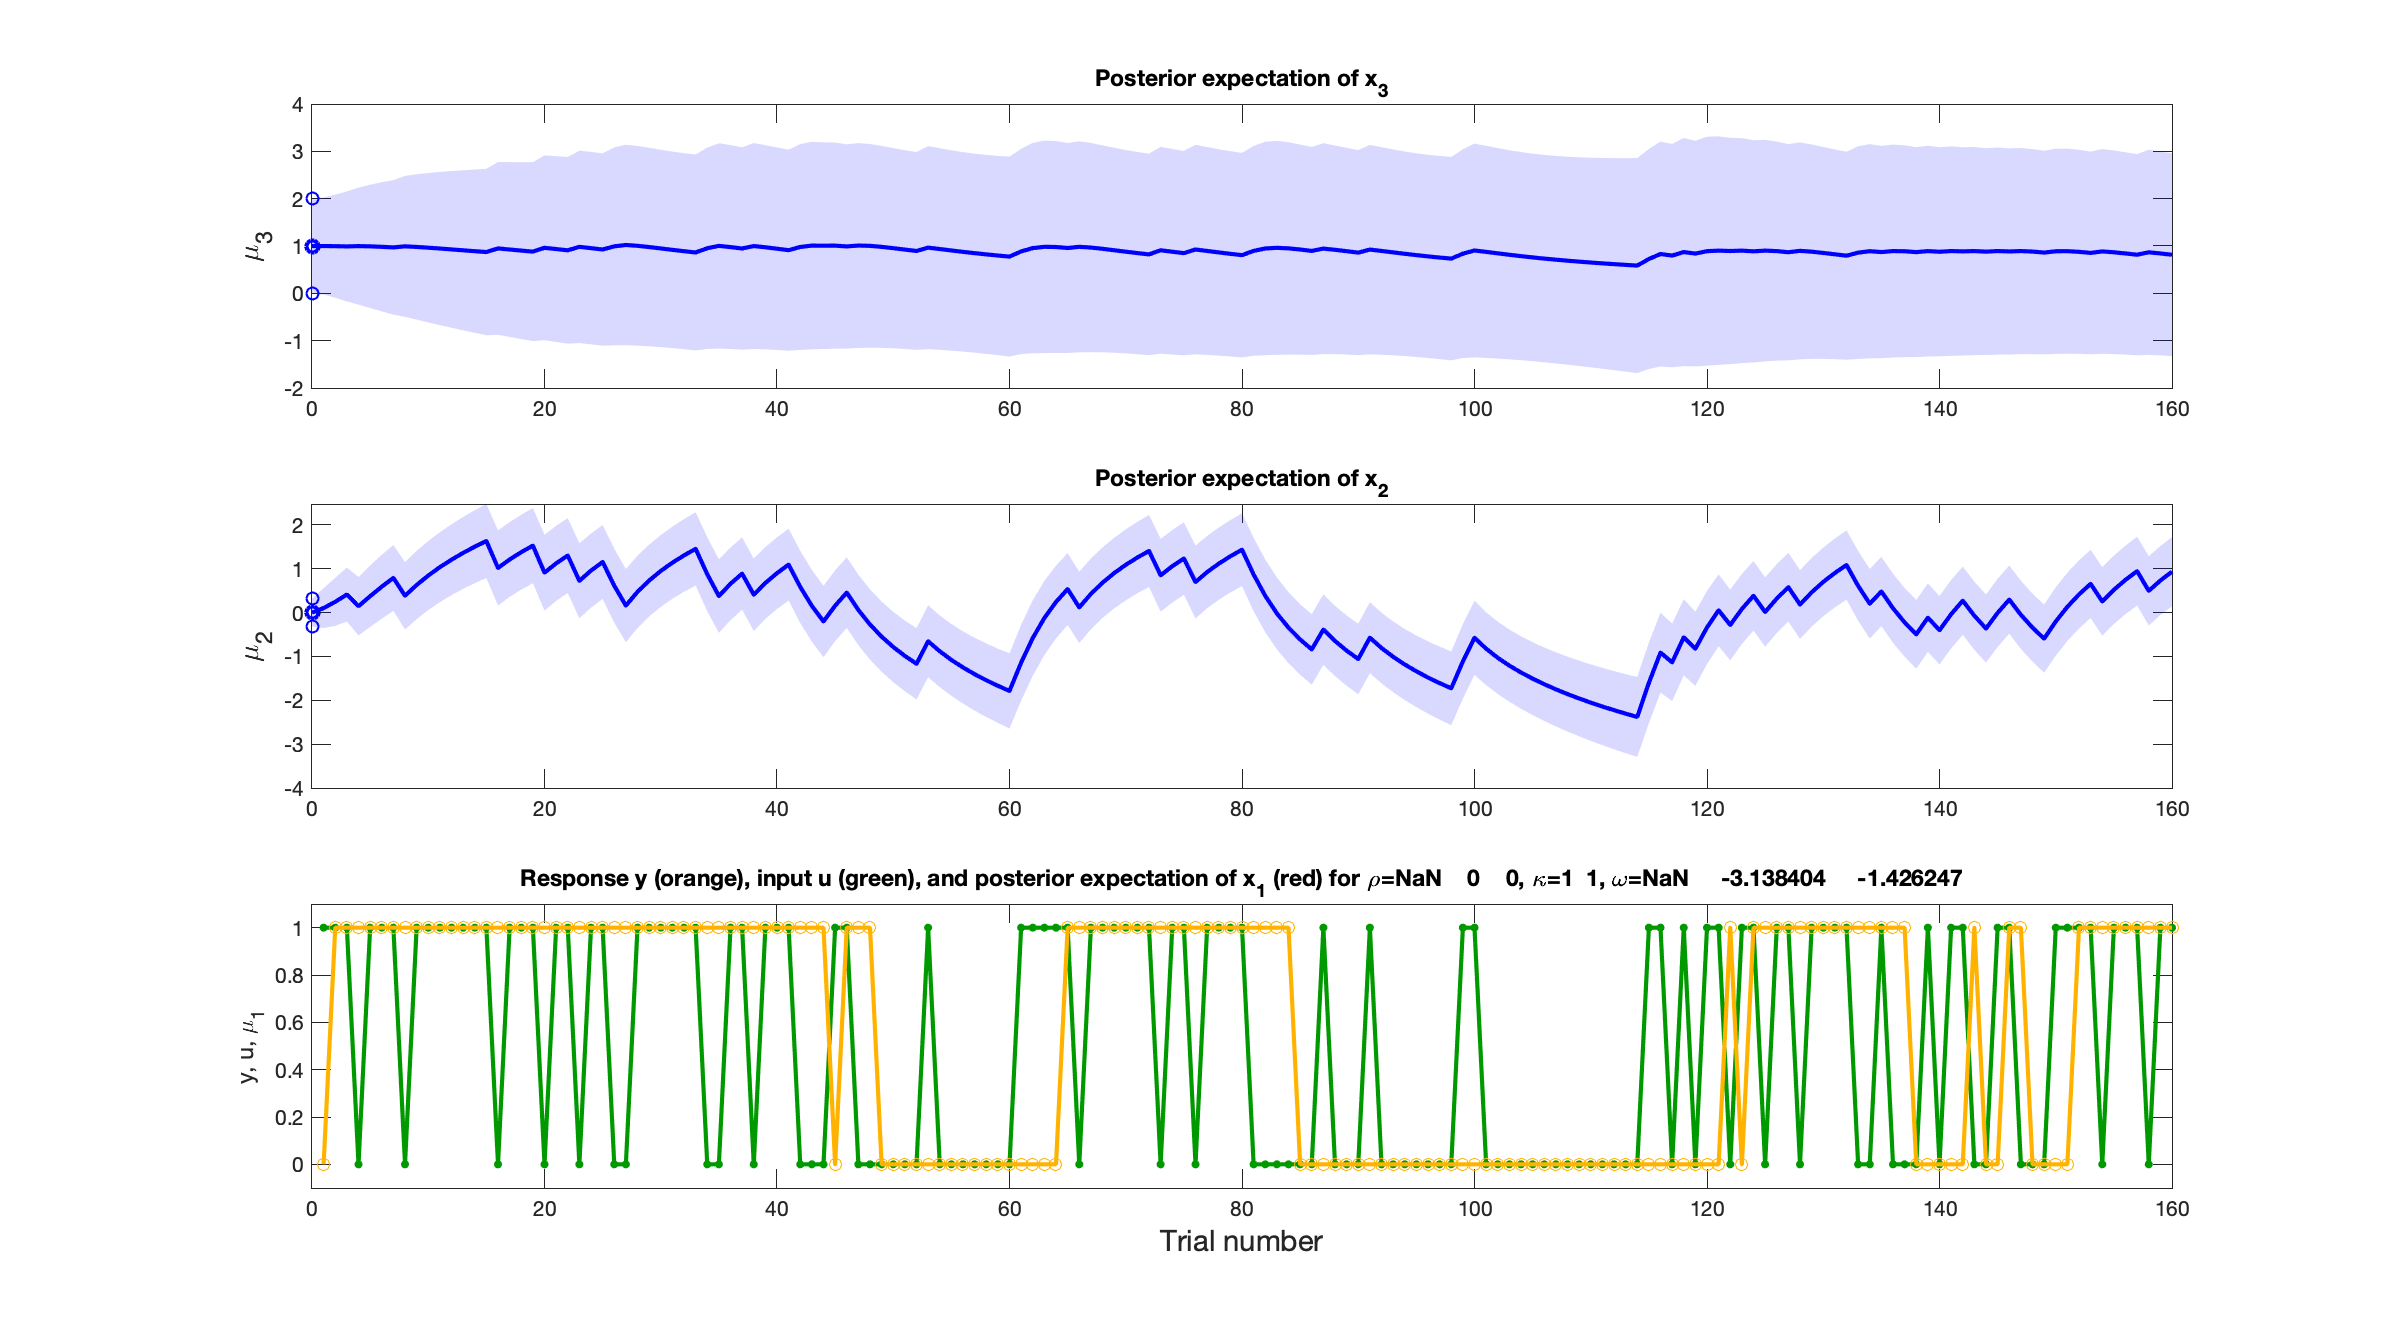 Posterior expectation of x3
4
3
2
1
0
-1
-2
μ3
0 20 40 60 80 100 120 140 160
Posterior expectation of x2
2
1
0
-1
-2
-3
-4
μ2
0 20 40 60 80 100 120 140 160
Response y (orange), input u (green), and posterior expectation of x1 (red) for ρ=NaN 0 0, κ=1 1, ω=NaN -3.138404 -1.426247
1
0.8
0.6
0.4
0.2
0
y, u, μ1
0 20 40 60 80 100 120 140 160
Trial number